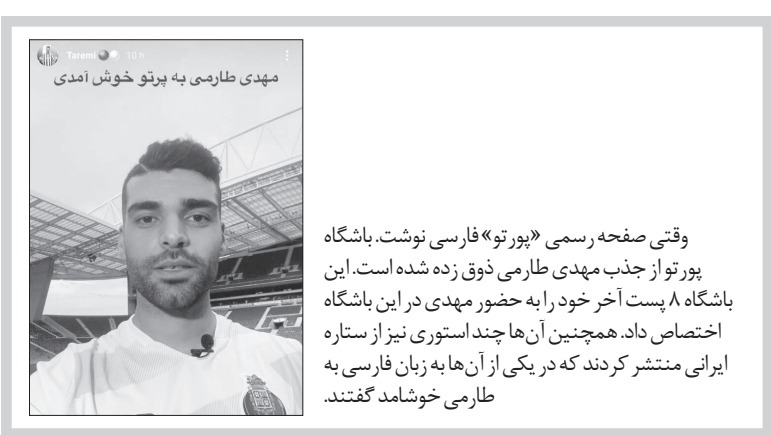 Taremi 10 h
مهدی طارمی به پرتو خوش آمدی
وقتی صفحه رسمی «پورتو» فارسی نوشت. باشگاه
پورتو از جذب مهدی طارمی ذوق زده شده است. این
باشگاه ۸ پست آخر خود را به حضور مهدی در این باشگاه
اختصاص داد. همچنین آن‌ها چند استوری نیز از ستاره
ایرانی منتشر کردند که در یکی از آن‌ها به زبان فارسی به
طارمی خوشامد گفتند.